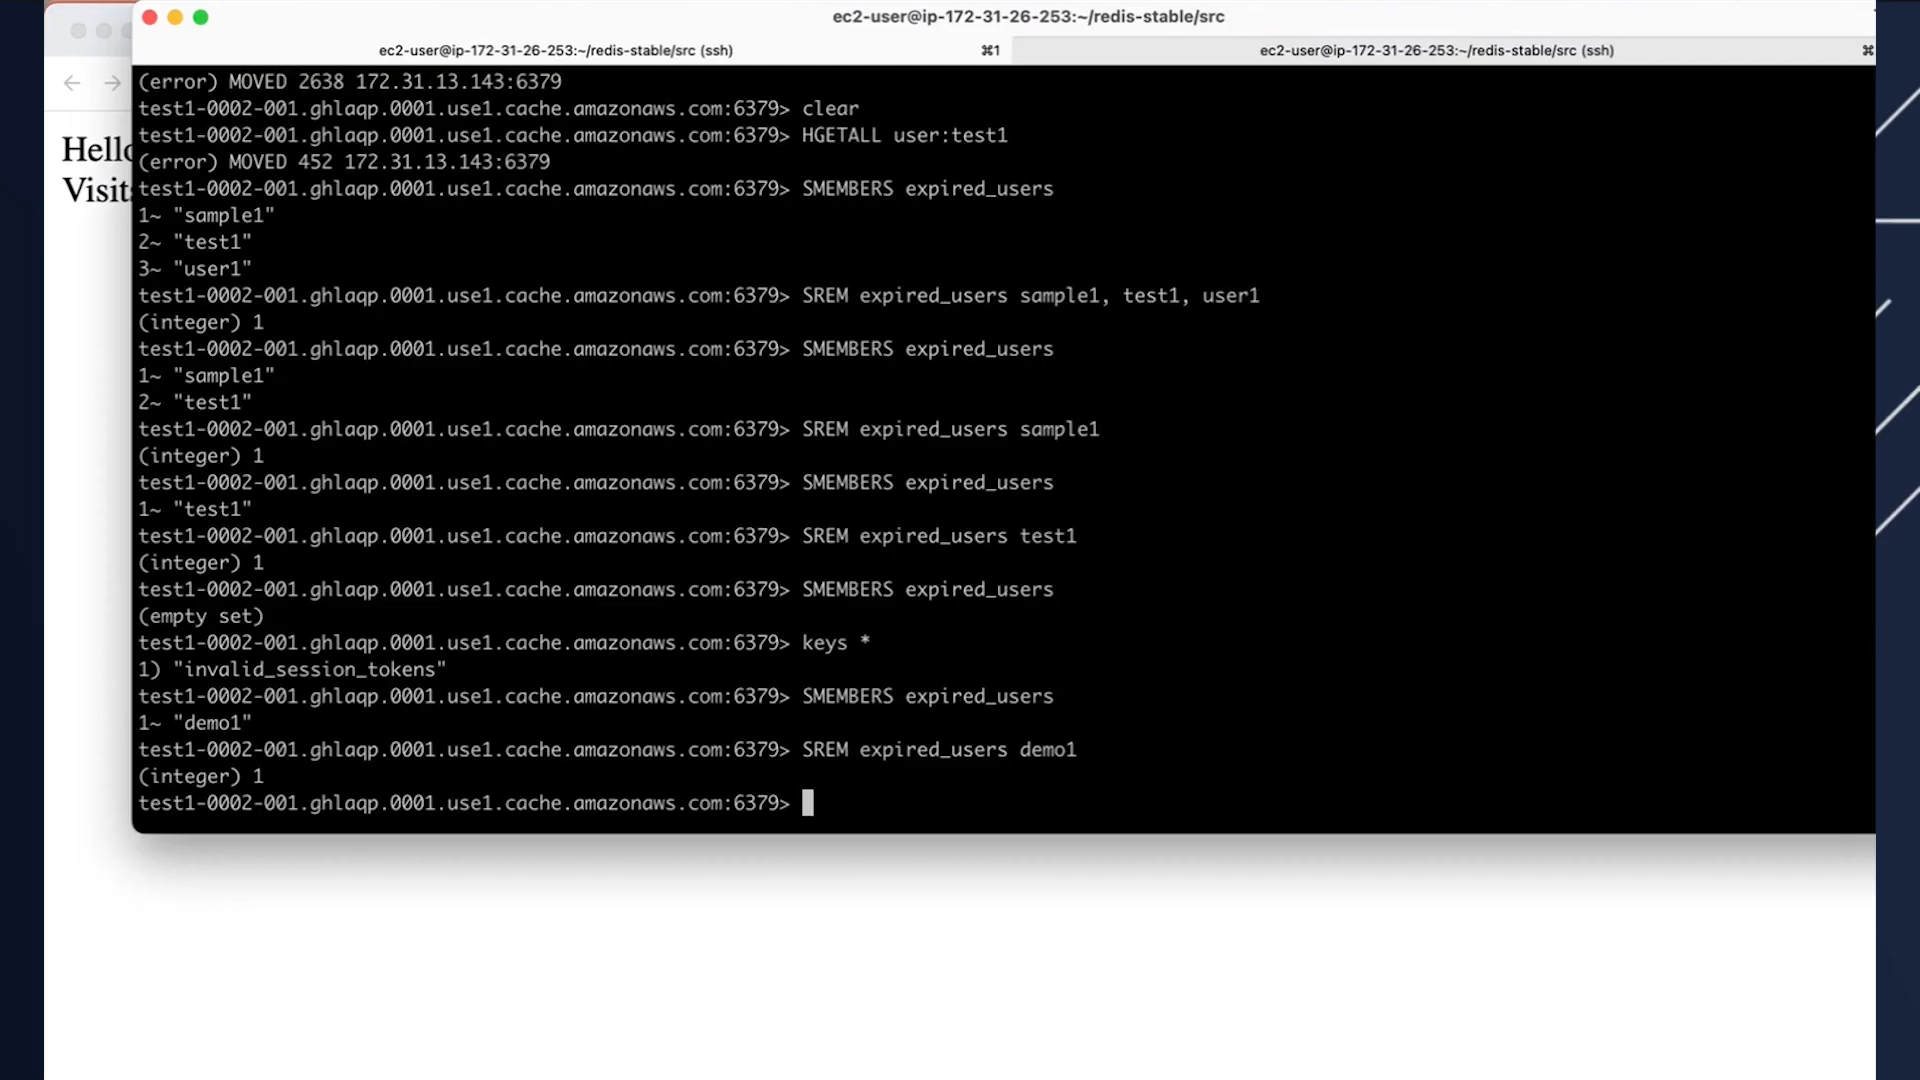 ec2-user@ip-172-31-26-253:~/redis-stable/src
ec2-user@ip-172-31-26-253:~/redis-stable/src (ssh) ⌘1 ec2-user@ip-172-31-26-253:~/redis-stable/src (ssh) ⌘
Hello
Visits
(error) MOVED 2638 172.31.13.143:6379
test1-0002-001.ghlaqp.0001.use1.cache.amazonaws.com:6379> clear
test1-0002-001.ghlaqp.0001.use1.cache.amazonaws.com:6379> HGETALL user:test1
(error) MOVED 452 172.31.13.143:6379
test1-0002-001.ghlaqp.0001.use1.cache.amazonaws.com:6379> SMEMBERS expired_users
1~ "sample1"
2~ "test1"
3~ "user1"
test1-0002-001.ghlaqp.0001.use1.cache.amazonaws.com:6379> SREM expired_users sample1, test1, user1
(integer) 1
test1-0002-001.ghlaqp.0001.use1.cache.amazonaws.com:6379> SMEMBERS expired_users
1~ "sample1"
2~ "test1"
test1-0002-001.ghlaqp.0001.use1.cache.amazonaws.com:6379> SREM expired_users sample1
(integer) 1
test1-0002-001.ghlaqp.0001.use1.cache.amazonaws.com:6379> SMEMBERS expired_users
1~ "test1"
test1-0002-001.ghlaqp.0001.use1.cache.amazonaws.com:6379> SREM expired_users test1
(integer) 1
test1-0002-001.ghlaqp.0001.use1.cache.amazonaws.com:6379> SMEMBERS expired_users
(empty set)
test1-0002-001.ghlaqp.0001.use1.cache.amazonaws.com:6379> keys *
1) "invalid_session_tokens"
test1-0002-001.ghlaqp.0001.use1.cache.amazonaws.com:6379> SMEMBERS expired_users
1~ "demo1"
test1-0002-001.ghlaqp.0001.use1.cache.amazonaws.com:6379> SREM expired_users demo1
(integer) 1
test1-0002-001.ghlaqp.0001.use1.cache.amazonaws.com:6379>